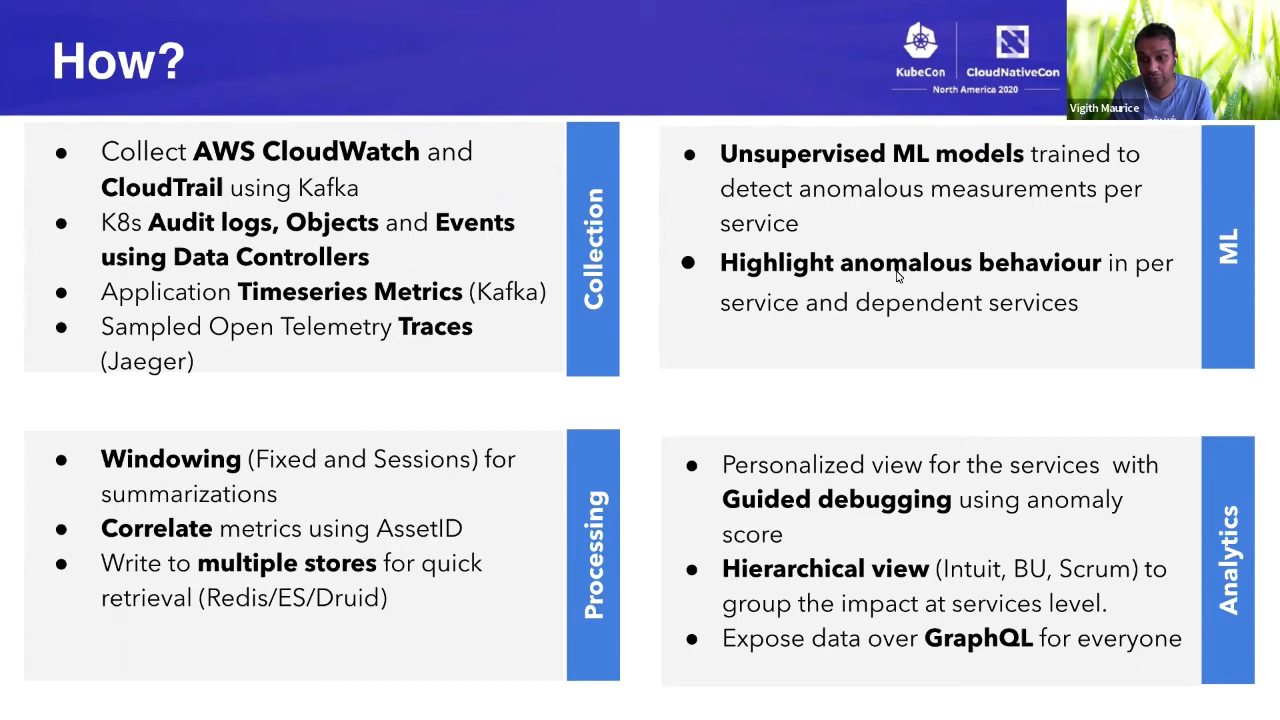 How?
KubeCon
CloudNativeCon
North America 2020
Vigith Maurice
● Collect AWS CloudWatch and
CloudTrail using Kafka
● K8s Audit logs, Objects and Events
using Data Controllers
● Application Timeseries Metrics (Kafka)
● Sampled Open Telemetry Traces
(Jaeger)
Collection
● Unsupervised ML models trained to
detect anomalous measurements per
service
● Highlight anomalous behaviour in per
service and dependent services
ML
● Windowing (Fixed and Sessions) for
summarizations
● Correlate metrics using AssetID
● Write to multiple stores for quick
retrieval (Redis/ES/Druid)
Processing
● Personalized view for the services with
Guided debugging using anomaly
score
● Hierarchical view (Intuit, BU, Scrum) to
group the impact at services level.
● Expose data over GraphQL for everyone
Analytics